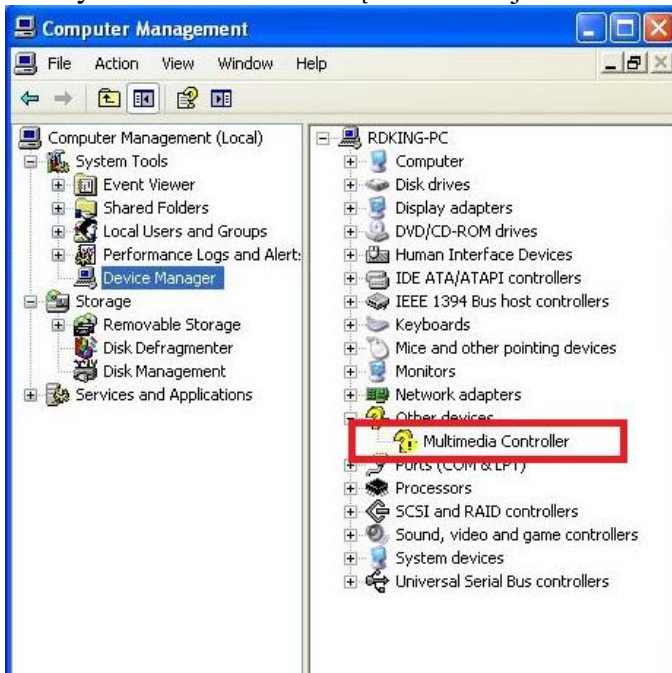 Computer Management
File Action View Window Help
Computer Management (Local)
System Tools
Event Viewer
Shared Folders
Local Users and Groups
Performance Logs and Alert:
Device Manager
Storage
Removable Storage
Disk Defragmenter
Disk Management
Services and Applications
RDKING-PC
Computer
Disk drives
Display adapters
DVD/CD-ROM drives
Human Interface Devices
IDE ATA/ATAPI controllers
IEEE 1394 Bus host controllers
Keyboards
Mice and other pointing devices
Monitors
Network adapters
Other devices
Multimedia Controller
Ports (COM & LPT)
Processors
SCSI and RAID controllers
Sound, video and game controllers
System devices
Universal Serial Bus controllers